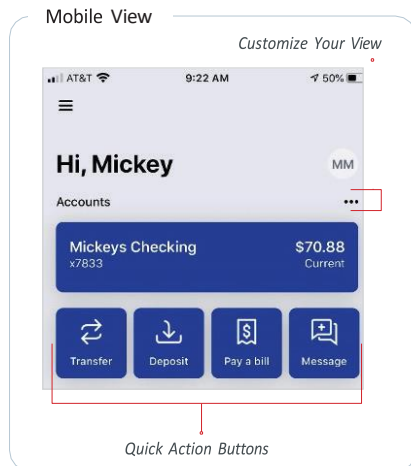 Mobile View
Customize Your View
AT&T 9:22 AM 50%
Hi, Mickey
MM
Accounts
Mickeys Checking $70.88
x7833 Current
Transfer Deposit Pay a bill Message
Quick Action Buttons